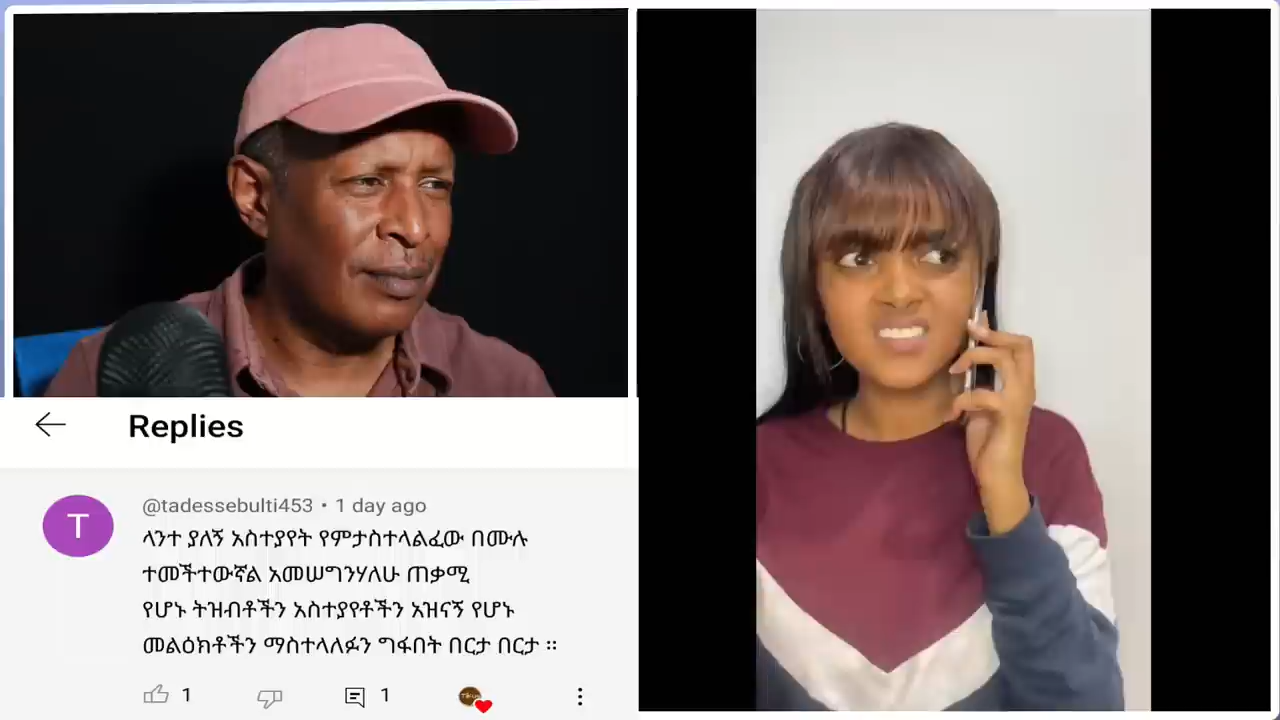 Replies
@tadessebulti453 • 1 day ago
ላንተ ያለኝ አስተያየት የምታስተላልፈው በሙሉ
ተመችተውኛል አመሠግንሃለሁ ጠቃሚ
የሆኑ ትዝብቶችን አስተያየቶችን አዝናኝ የሆኑ
መልዕክቶችን ማስተላለፉን ግፋበት በርታ በርታ ።
1
1